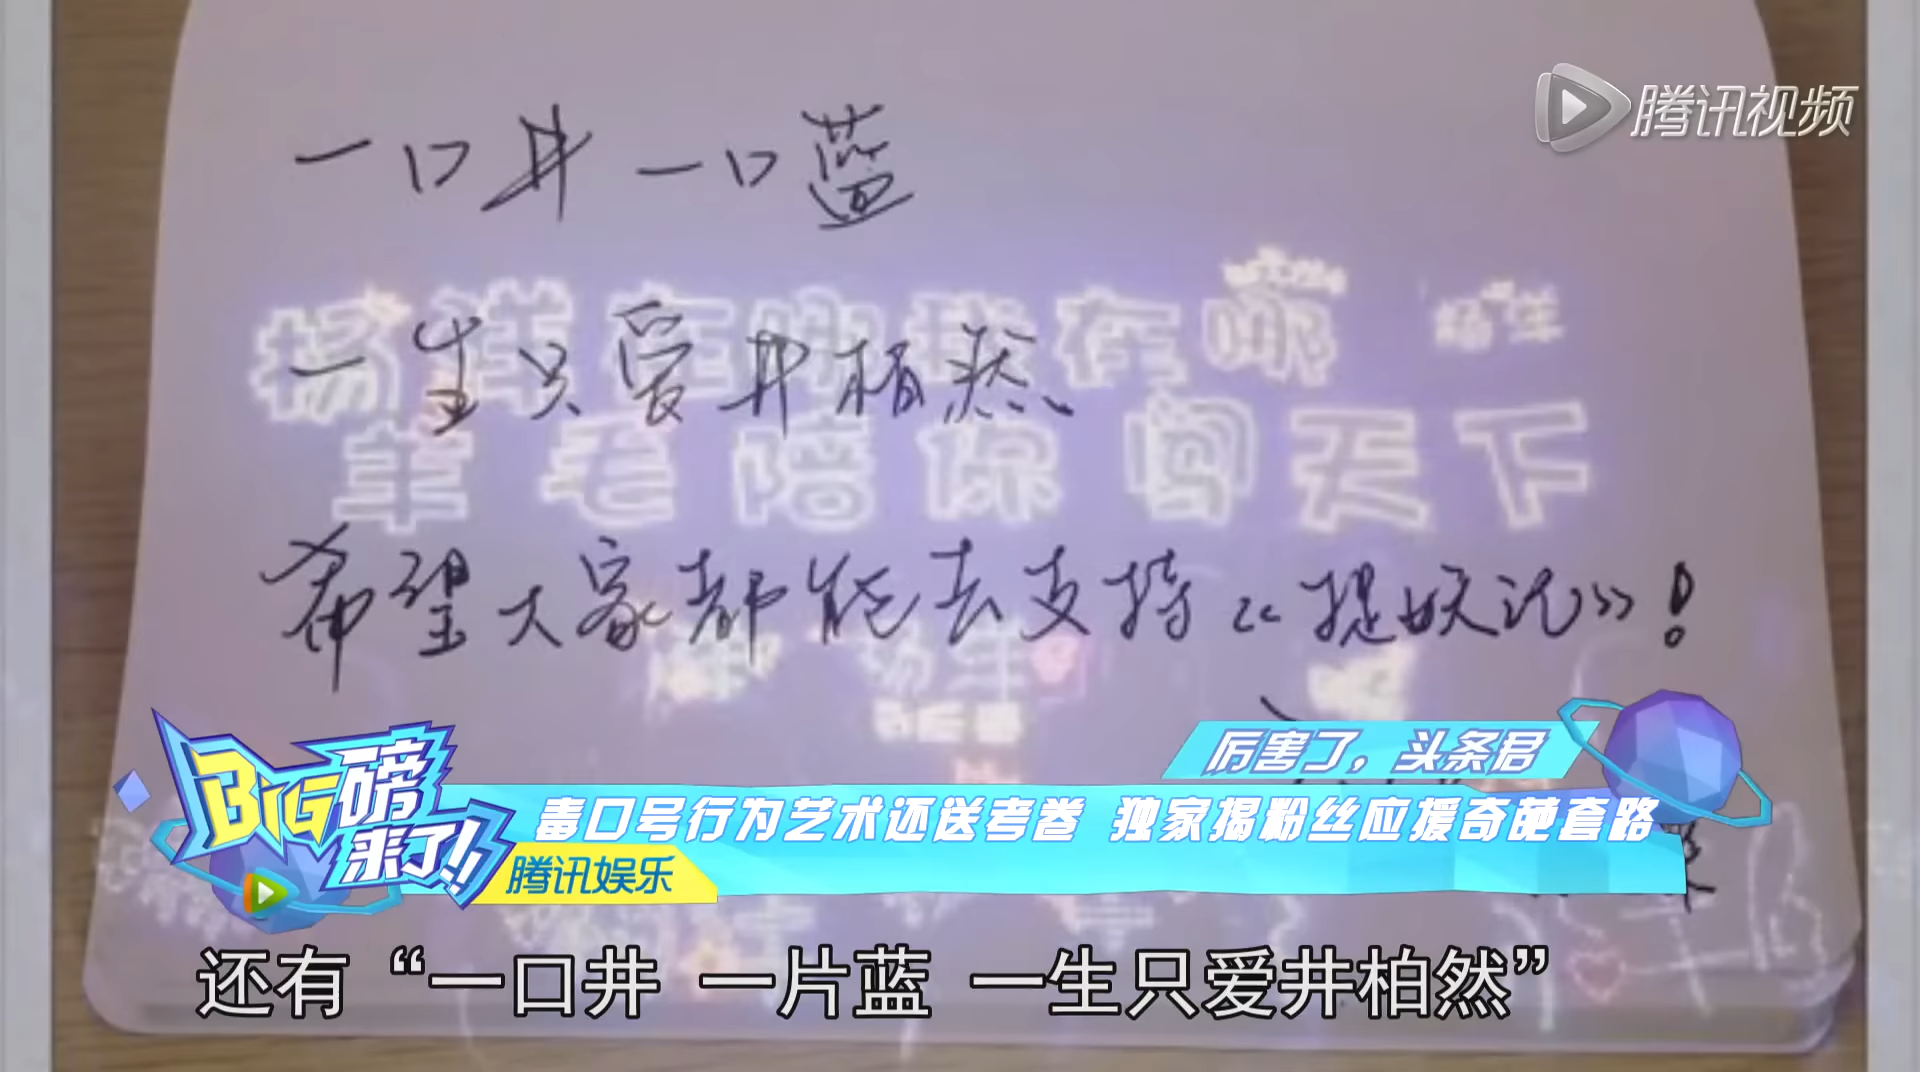 腾讯视频
一口井 一口蓝
杨洋在哪我在哪
杨洋
一生只爱井柏然
羊毛陪你闯天下
希望大家都能去支持《捉妖记》!
厉害了，头条君
BIG磅来了!!
毒口号行为艺术还送考卷 独家揭粉丝应援奇葩套路
腾讯娱乐
还有“一口井 一片蓝 一生只爱井柏然”